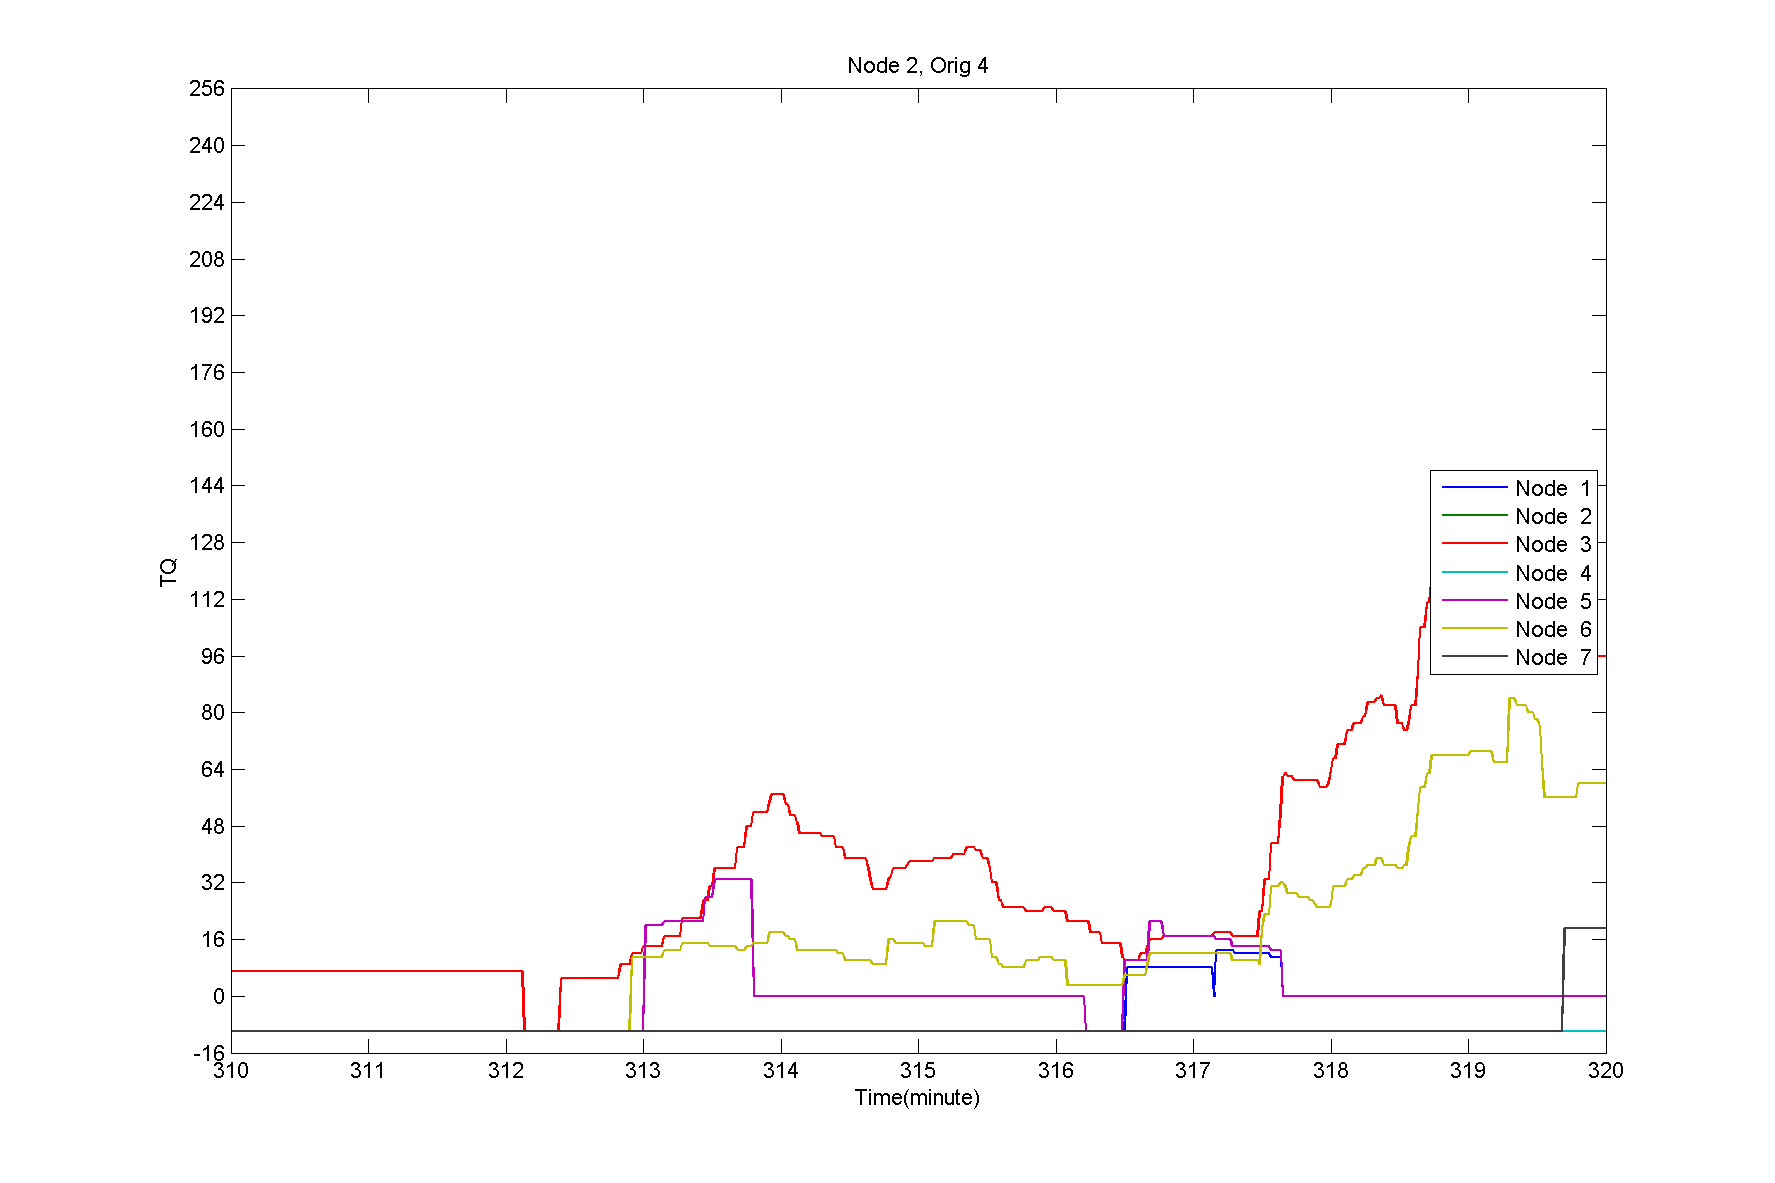 Node 2, Orig 4
256
240
224
208
192
176
160
144
128
112
96
80
64
48
32
16
0
-16
TQ
Node 1
Node 2
Node 3
Node 4
Node 5
Node 6
Node 7
310 311 312 313 314 315 316 317 318 319 320
Time(minute)